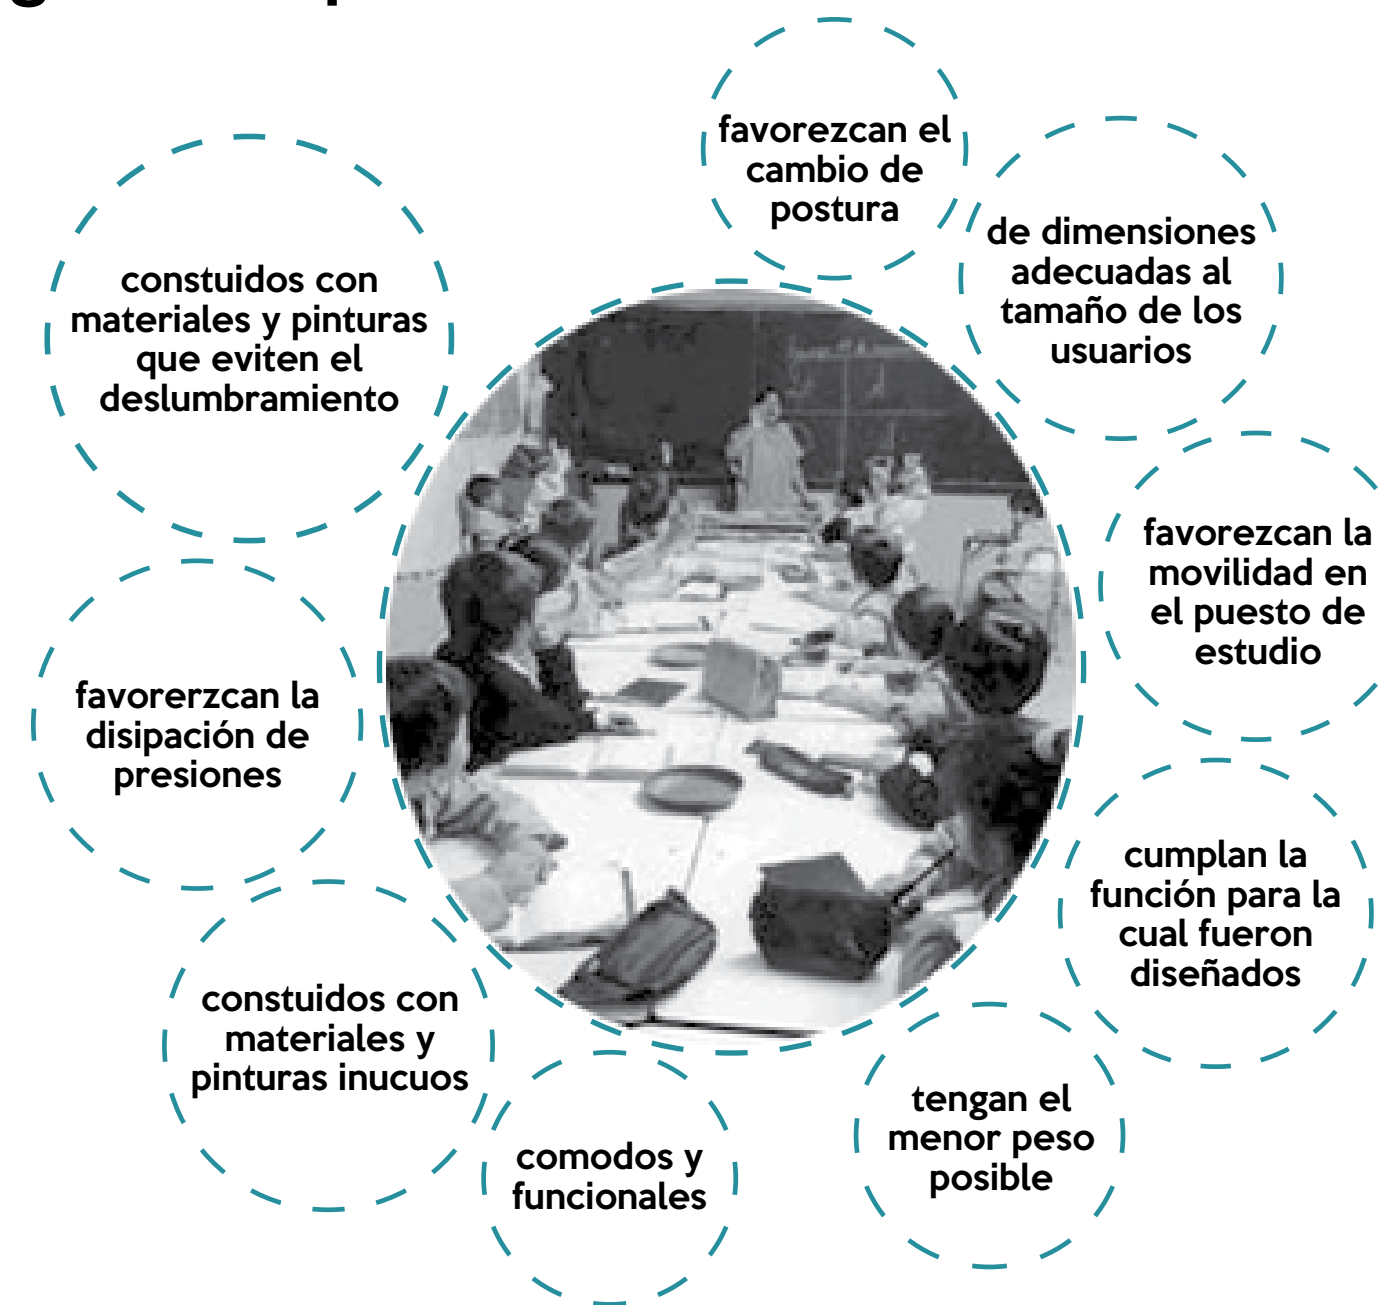 favorezcan el
cambio de
postura
de dimensiones
adecuadas al
tamaño de los
usuarios
favorezcan la
movilidad en
el puesto de
estudio
cumplan la
función para la
cual fueron
diseñados
tengan el
menor peso
posible
comodos y
funcionales
constuidos con
materiales y
pinturas inucuos
favorerzcan la
disipación de
presiones
constuidos con
materiales y pinturas
que eviten el
deslumbramiento